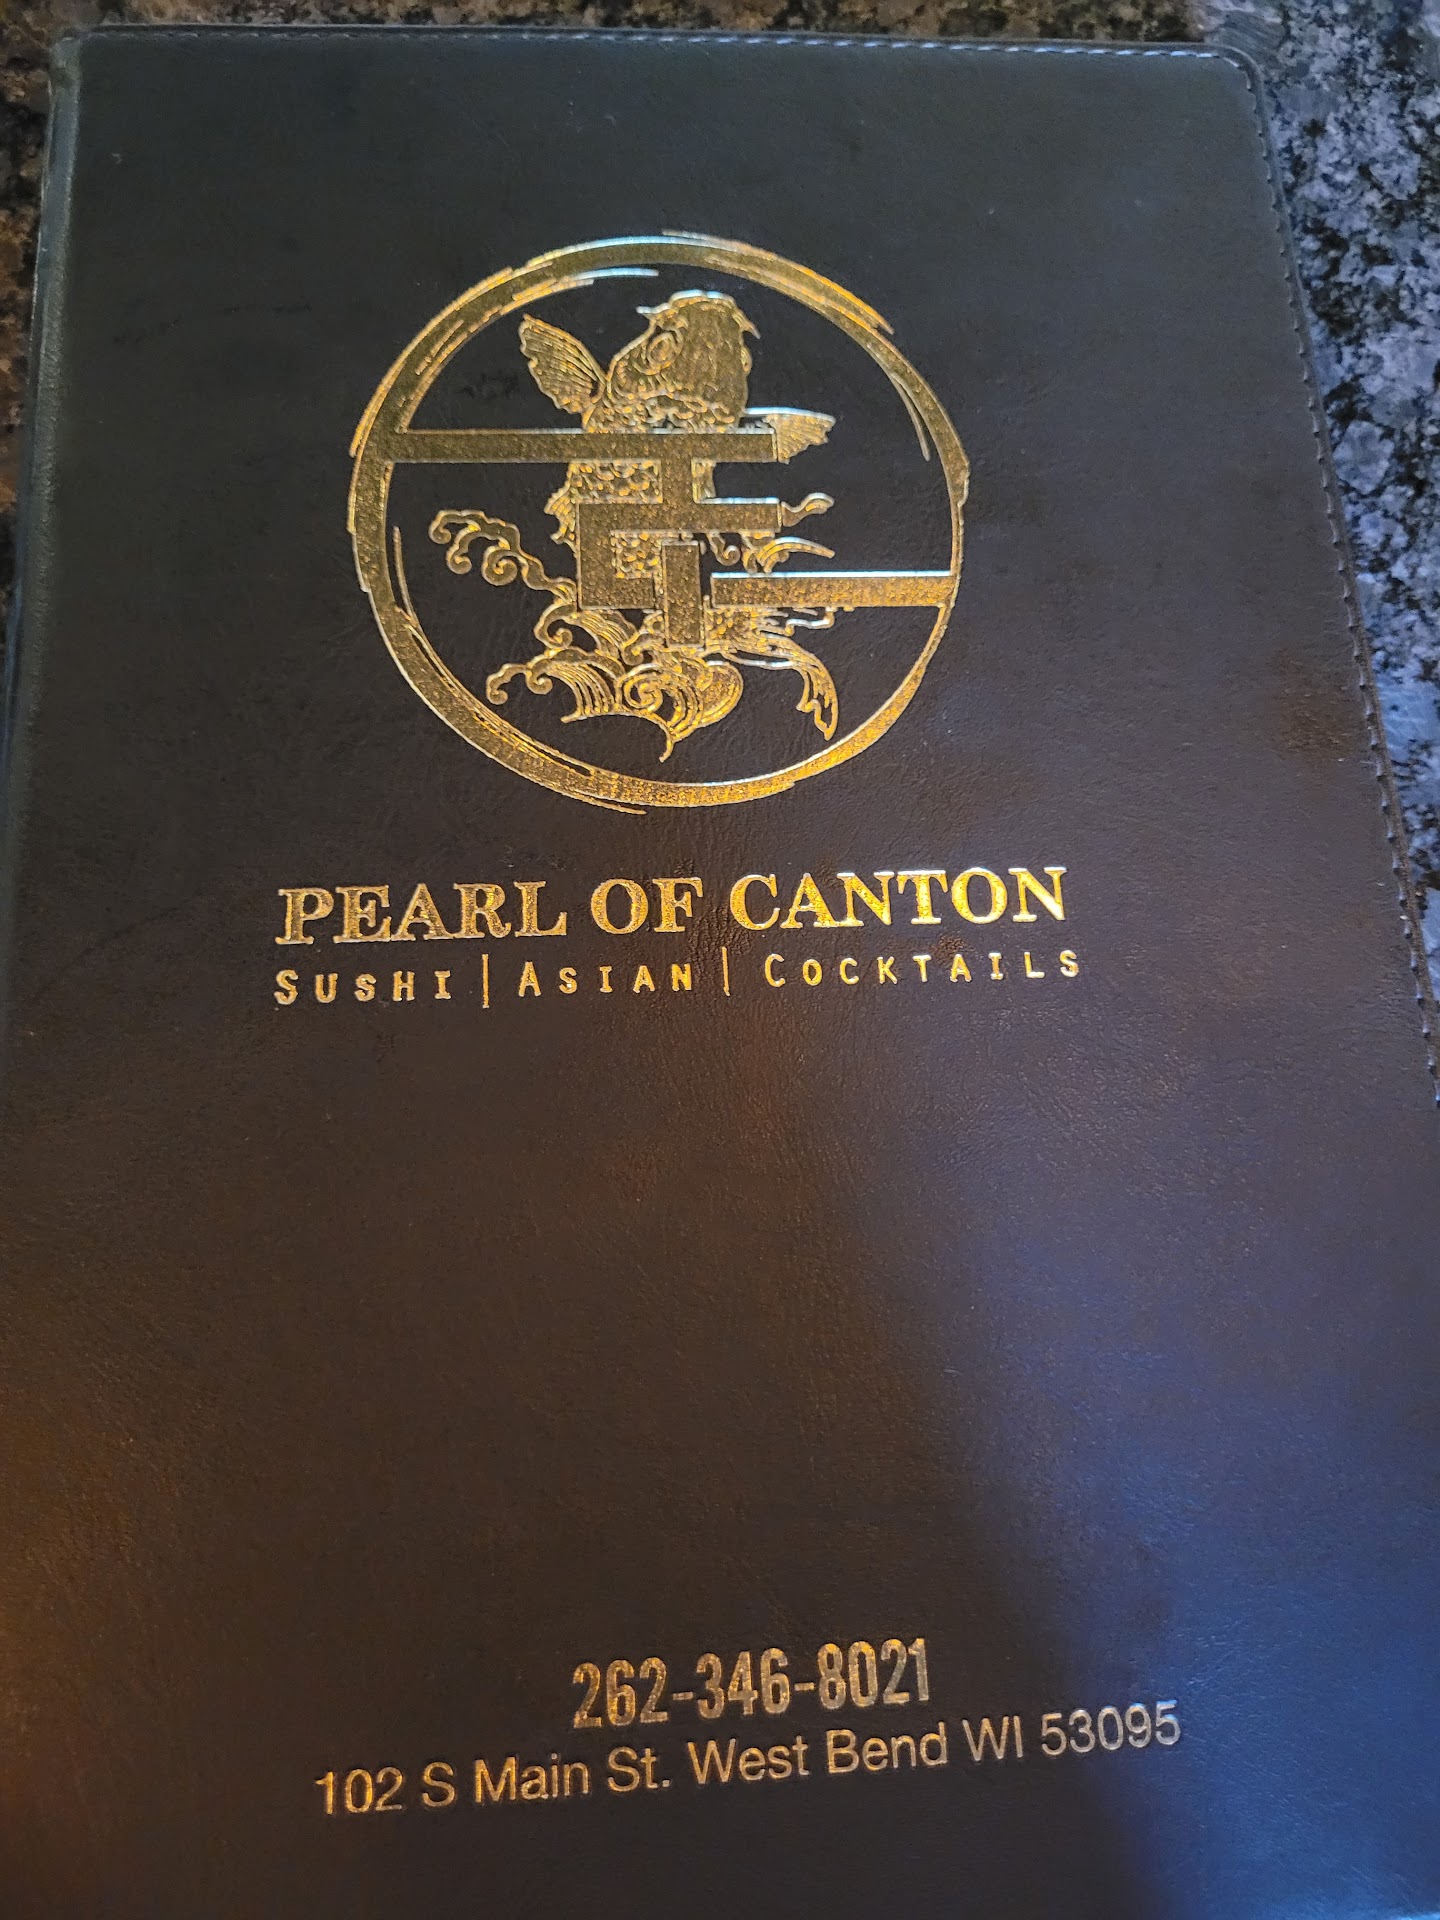 PEARL OF CANTON
SUSHI | ASIAN | COCKTAILS
262-346-8021
102 S Main St. West Bend WI 53095